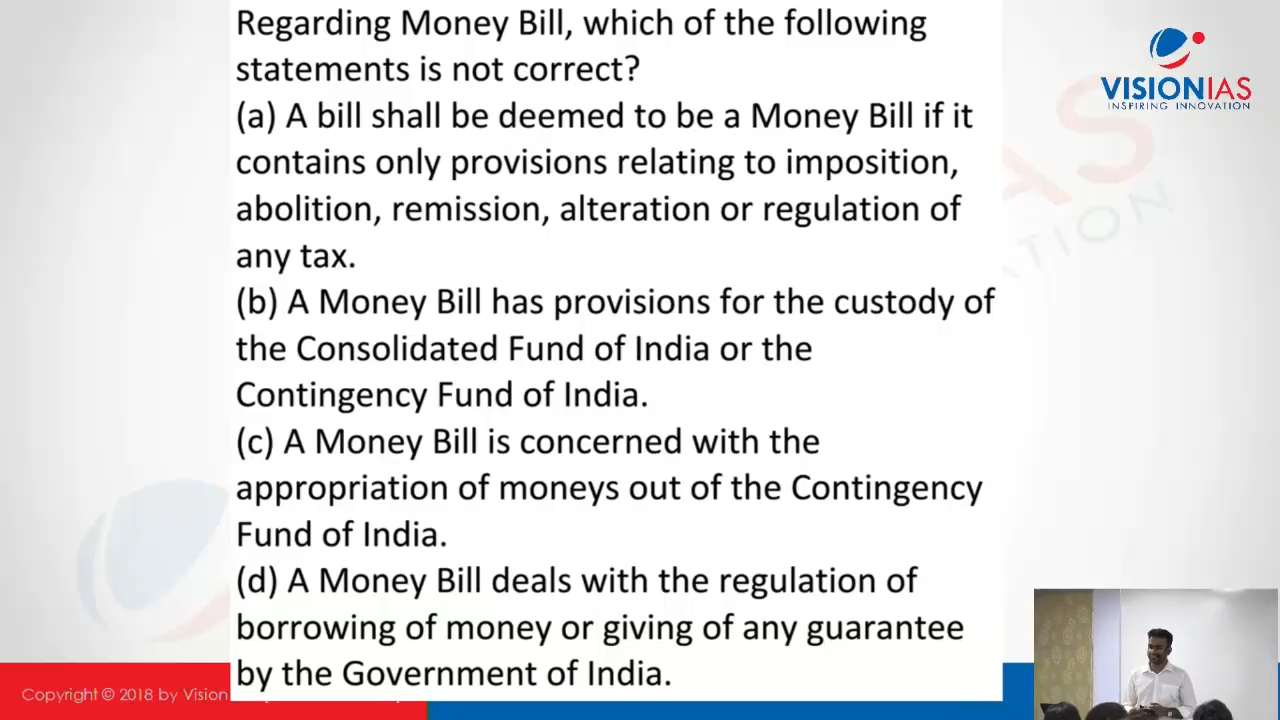 Regarding Money Bill, which of the following
statements is not correct?
(a) A bill shall be deemed to be a Money Bill if it
contains only provisions relating to imposition,
abolition, remission, alteration or regulation of
any tax.
(b) A Money Bill has provisions for the custody of
the Consolidated Fund of India or the
Contingency Fund of India.
(c) A Money Bill is concerned with the
appropriation of moneys out of the Contingency
Fund of India.
(d) A Money Bill deals with the regulation of
borrowing of money or giving of any guarantee
by the Government of India.
VISIONIAS
INSPIRING INNOVATION
Copyright © 2018 by Vision